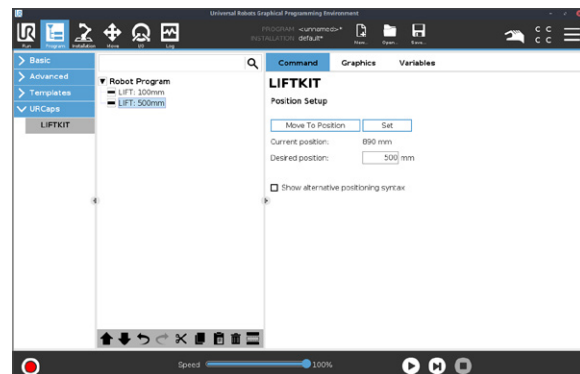 Universal Robots Graphical Programming Environment
UR
PROGRAM <unnamed>*
INSTALLATION default*
Run Program Installation Move I/O Log
New... Open... Save...
C C
C C
Basic
Advanced
Templates
URCaps
LIFTKIT
Robot Program
LIFT: 100mm
LIFT: 500mm
Command Graphics Variables
LIFTKIT
Position Setup
Move To Position Set
Current position: 890 mm
Desired position: 500 mm
Show alternative positioning syntax
Speed 100%